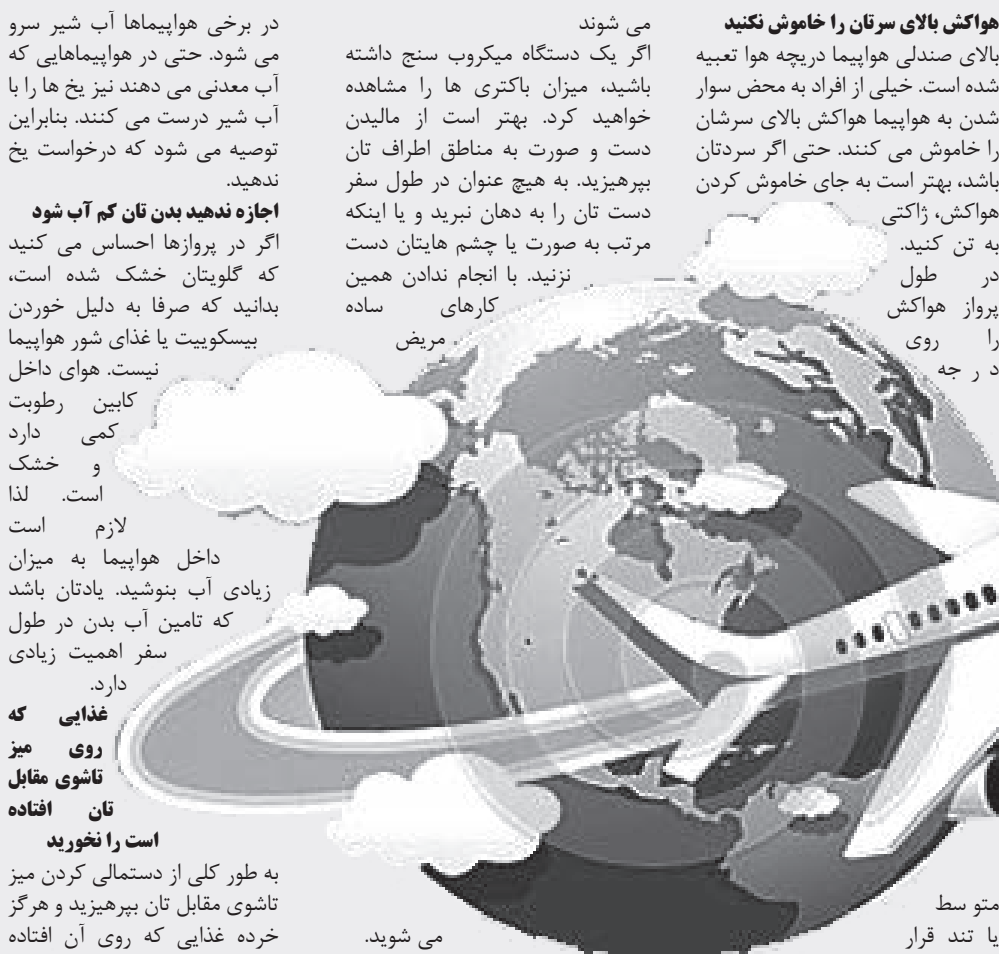 هواکش بالای سرتان را خاموش نکنید
بالای صندلی هواپیما دریچه هوا تعبیه
شده است. خیلی از افراد به محض سوار
شدن به هواپیما هواکش بالای سرشان
را خاموش می کنند. حتی اگر سردتان
باشد، بهتر است به جای خاموش کردن
هواکش، ژاکتی
به تن کنید.
در طول
پرواز هواکش
را روی
د ر جه
متو سط
یا تند قرار
می شوند
اگر یک دستگاه میکروب سنج داشته
باشید، میزان باکتری ها را مشاهده
خواهید کرد. بهتر است از مالیدن
دست و صورت به مناطق اطراف تان
بپرهیزید. به هیچ عنوان در طول سفر
دست تان را به دهان نبرید و یا اینکه
مرتب به صورت یا چشم هایتان دست
نزنید. با انجام ندادن همین
کارهای ساده
مریض
می شوید.
در برخی هواپیماها آب شیر سرو
می شود. حتی در هواپیماهایی که
آب معدنی می دهند نیز یخ ها را با
آب شیر درست می کنند. بنابراین
توصیه می شود که درخواست یخ
ندهید.
اجازه ندهید بدن تان کم آب شود
اگر در پروازها احساس می کنید
که گلویتان خشک شده است،
بدانید که صرفا به دلیل خوردن
بیسکوییت یا غذای شور هواپیما
نیست. هوای داخل
کابین رطوبت
کمی دارد
و خشک
است. لذا
لازم است
داخل هواپیما به میزان
زیادی آب بنوشید. یادتان باشد
که تامین آب بدن در طول
سفر اهمیت زیادی
دارد.
غذایی که
روی میز
تاشوی مقابل
تان افتاده
است را نخورید
به طور کلی از دستمالی کردن میز
تاشوی مقابل تان بپرهیزید و هرگز
خرده غذایی که روی آن افتاده